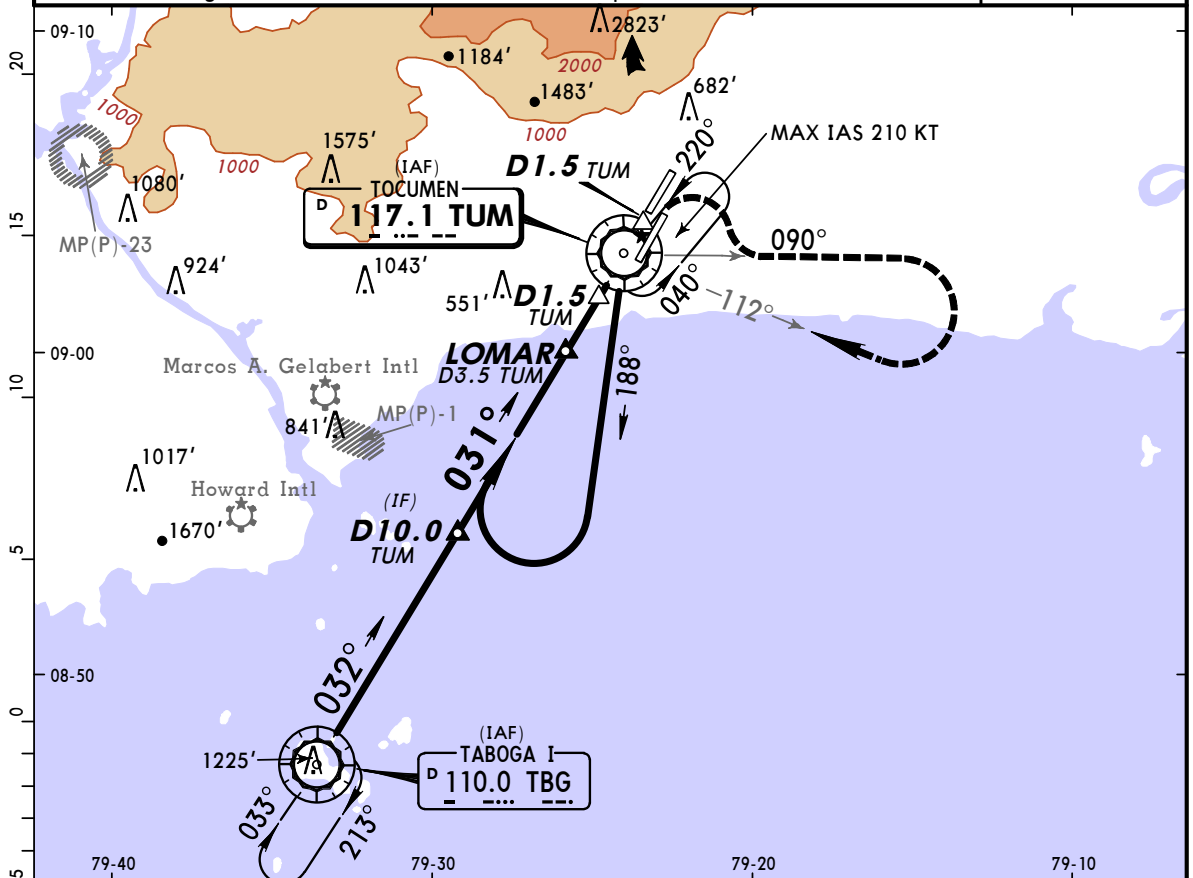 09-10
2823'
1184'
2000
20
1483'
682'
1000
1000
1575'
MAX IAS 210 KT
1000
220°
(IAF)
D1.5 TUM
TOCUMEN
1080'
D 117.1 TUM
15
MP(P)-23
090°
924'
1043'
040°
551'
D1.5
TUM
112°
09-00
LOMAR
D3.5 TUM
Marcos A. Gelabert Intl
188°
10
841'
MP(P)-1
031°
1017'
Howard Intl
(IF)
D10.0
TUM
1670'
5
032°
08-50
0
(IAF)
TABOGA I
1225'
D 110.0 TBG
033°
213°
79-40
79-30
79-20
79-10
5